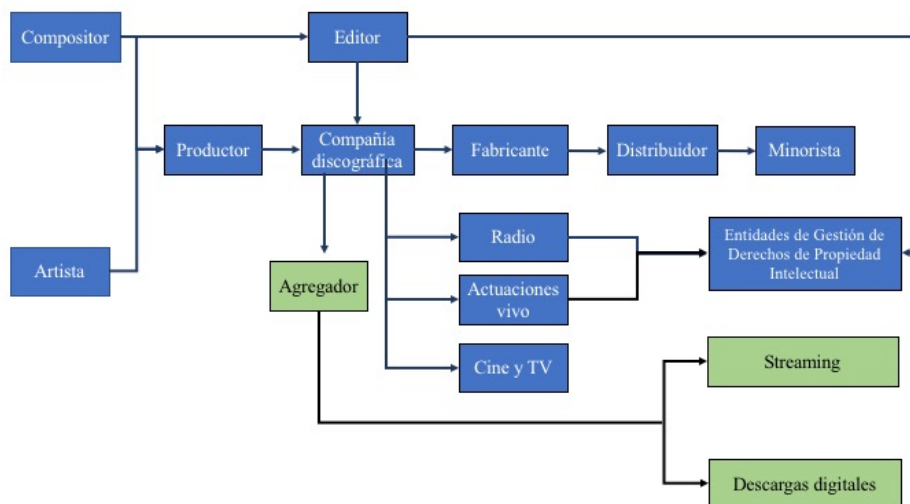 Compositor
Editor
Productor
Compañía
discográfica
Fabricante
Distribuidor
Minorista
Artista
Agregador
Radio
Actuaciones
vivo
Cine y TV
Entidades de Gestión de
Derechos de Propiedad
Intelectual
Streaming
Descargas digitales